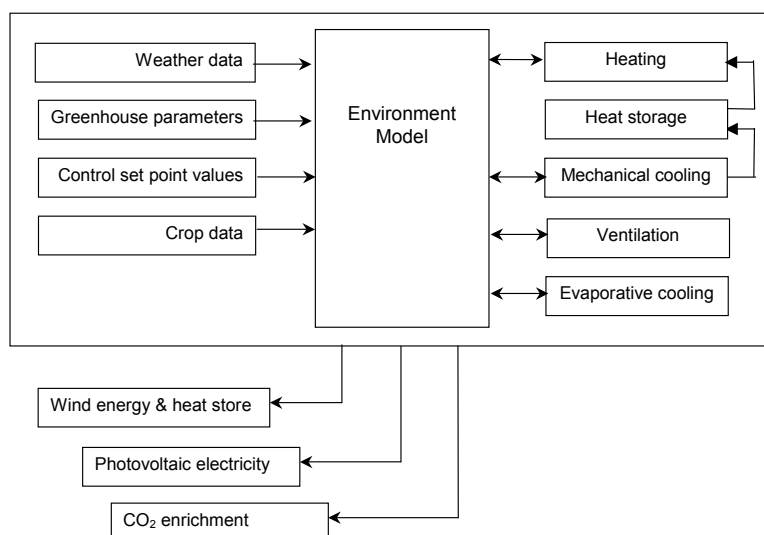 Weather data
Greenhouse parameters
Control set point values
Crop data
Environment
Model
Heating
Heat storage
Mechanical cooling
Ventilation
Evaporative cooling
Wind energy & heat store
Photovoltaic electricity
CO₂ enrichment